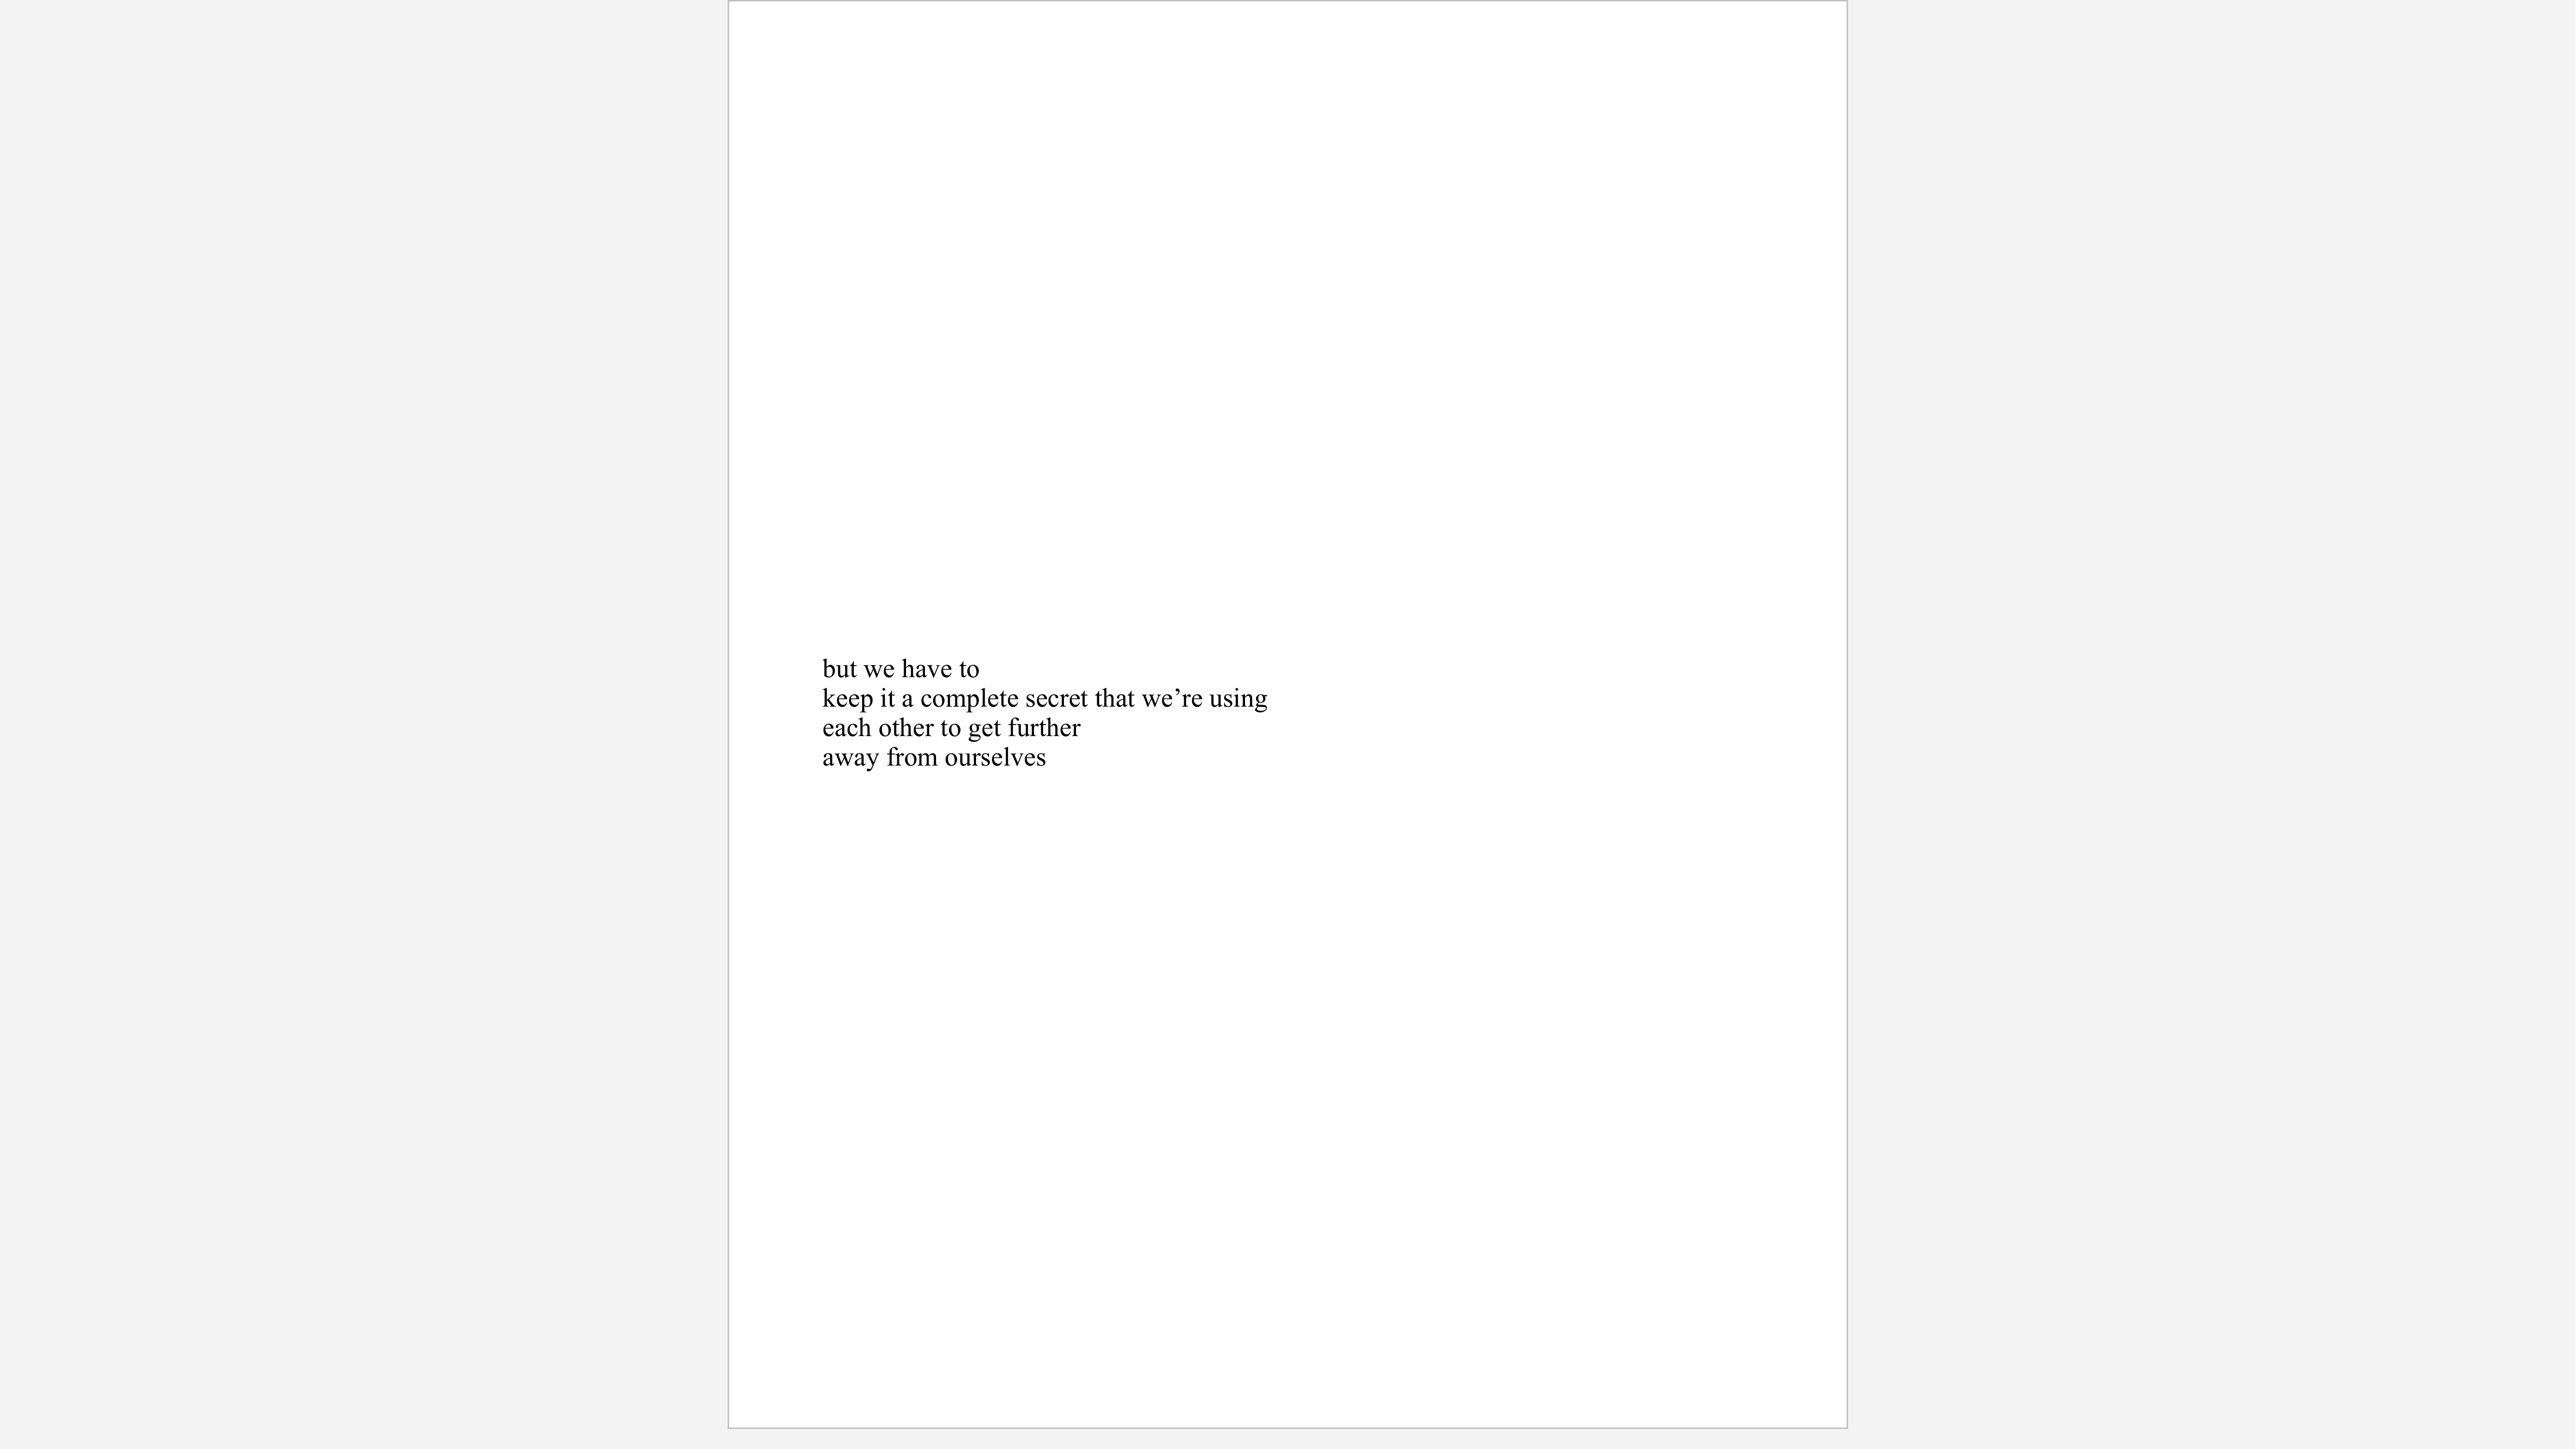 but we have to
keep it a complete secret that we’re using
each other to get further
away from ourselves